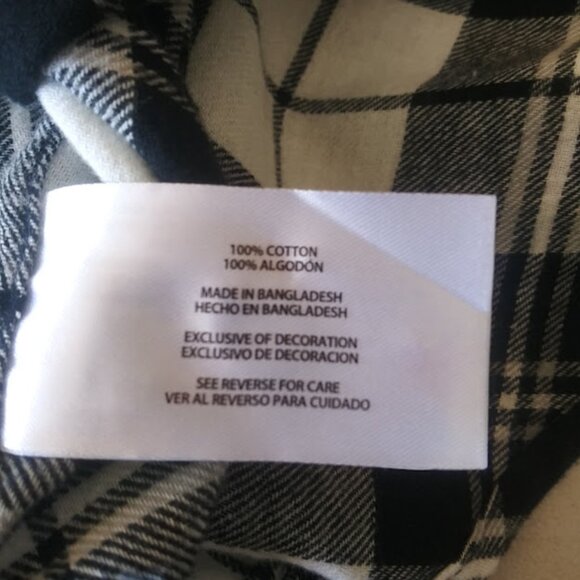 100% COTTON
100% ALGODÓN
MADE IN BANGLADESH
HECHO EN BANGLADESH
EXCLUSIVE OF DECORATION
EXCLUSIVO DE DECORACION
SEE REVERSE FOR CARE
VER AL REVERSO PARA CUIDADO